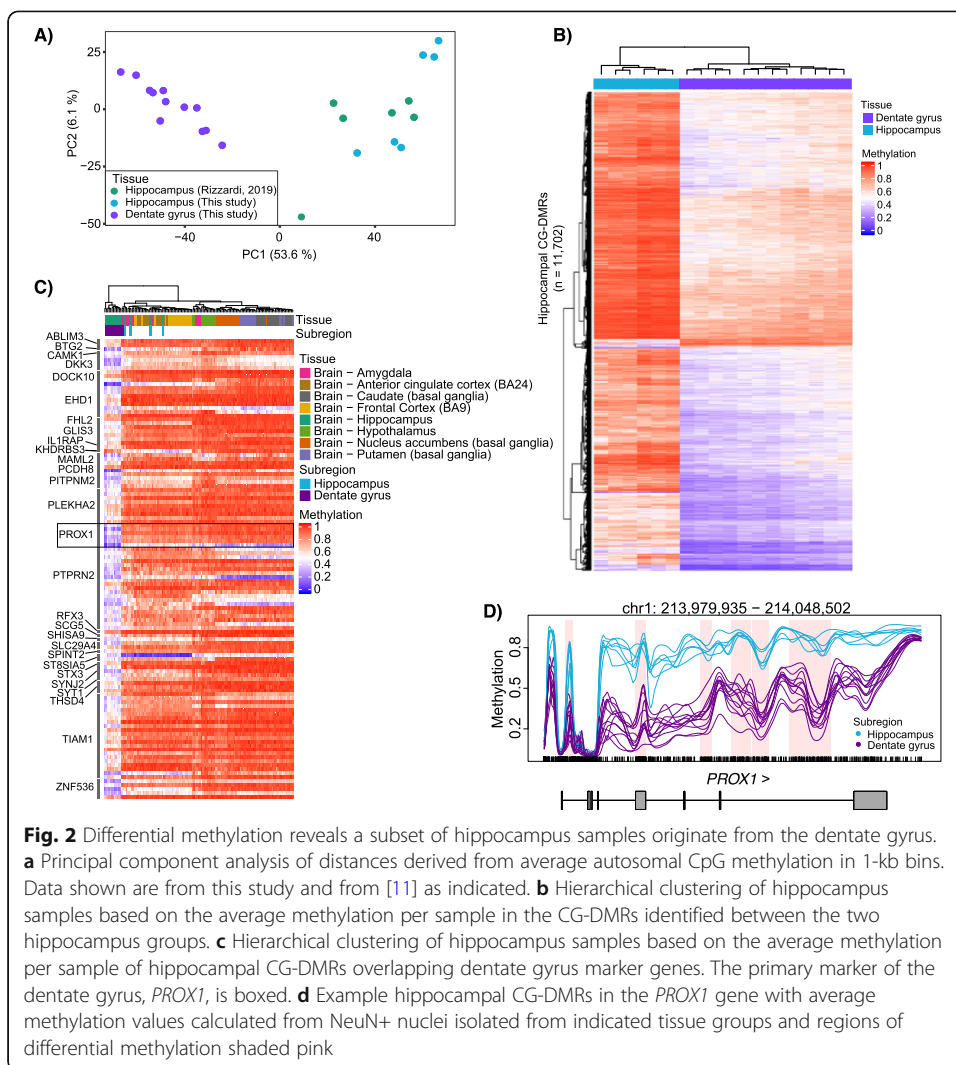 A)
25
0
−25
−50
PC2 (6.1 %)
Tissue
Hippocampus (Rizzardi, 2019)
Hippocampus (This study)
Dentate gyrus (This study)
−40
0
40
PC1 (53.6 %)
B)
Tissue
Dentate gyrus
Hippocampus
Methylation
1
0.8
0.6
0.4
0.2
0
Hippocampal CG-DMRs
(n = 11,702)
C)
Tissue
Subregion
ABLIM3
BTG2
CAMK1
DKK3
DOCK10
EHD1
FHL2
GLIS3
IL1RAP
KHDRBS3
MAML2
PCDH8
PITPNM2
PLEKHA2
PROX1
PTPRN2
RFX3
SCG5
SHISA9
SLC29A4
SPINT2
ST8SIA5
STX3
SYNJ2
SYT1
THSD4
TIAM1
ZNF536
Tissue
Brain − Amygdala
Brain − Anterior cingulate cortex (BA24)
Brain − Caudate (basal ganglia)
Brain − Frontal Cortex (BA9)
Brain − Hippocampus
Brain − Hypothalamus
Brain − Nucleus accumbens (basal ganglia)
Brain − Putamen (basal ganglia)
Subregion
Hippocampus
Dentate gyrus
Methylation
1
0.8
0.6
0.4
0.2
0
D)
chr1: 213,979,935 − 214,048,502
Methylation
0.8
0.5
0.2
Subregion
Hippocampus
Dentate gyrus
PROX1 >
Fig. 2 Differential methylation reveals a subset of hippocampus samples originate from the dentate gyrus.
a Principal component analysis of distances derived from average autosomal CpG methylation in 1-kb bins.
Data shown are from this study and from [11] as indicated. b Hierarchical clustering of hippocampus
samples based on the average methylation per sample in the CG-DMRs identified between the two
hippocampus groups. c Hierarchical clustering of hippocampus samples based on the average methylation
per sample of hippocampal CG-DMRs overlapping dentate gyrus marker genes. The primary marker of the
dentate gyrus, PROX1, is boxed. d Example hippocampal CG-DMRs in the PROX1 gene with average
methylation values calculated from NeuN+ nuclei isolated from indicated tissue groups and regions of
differential methylation shaded pink